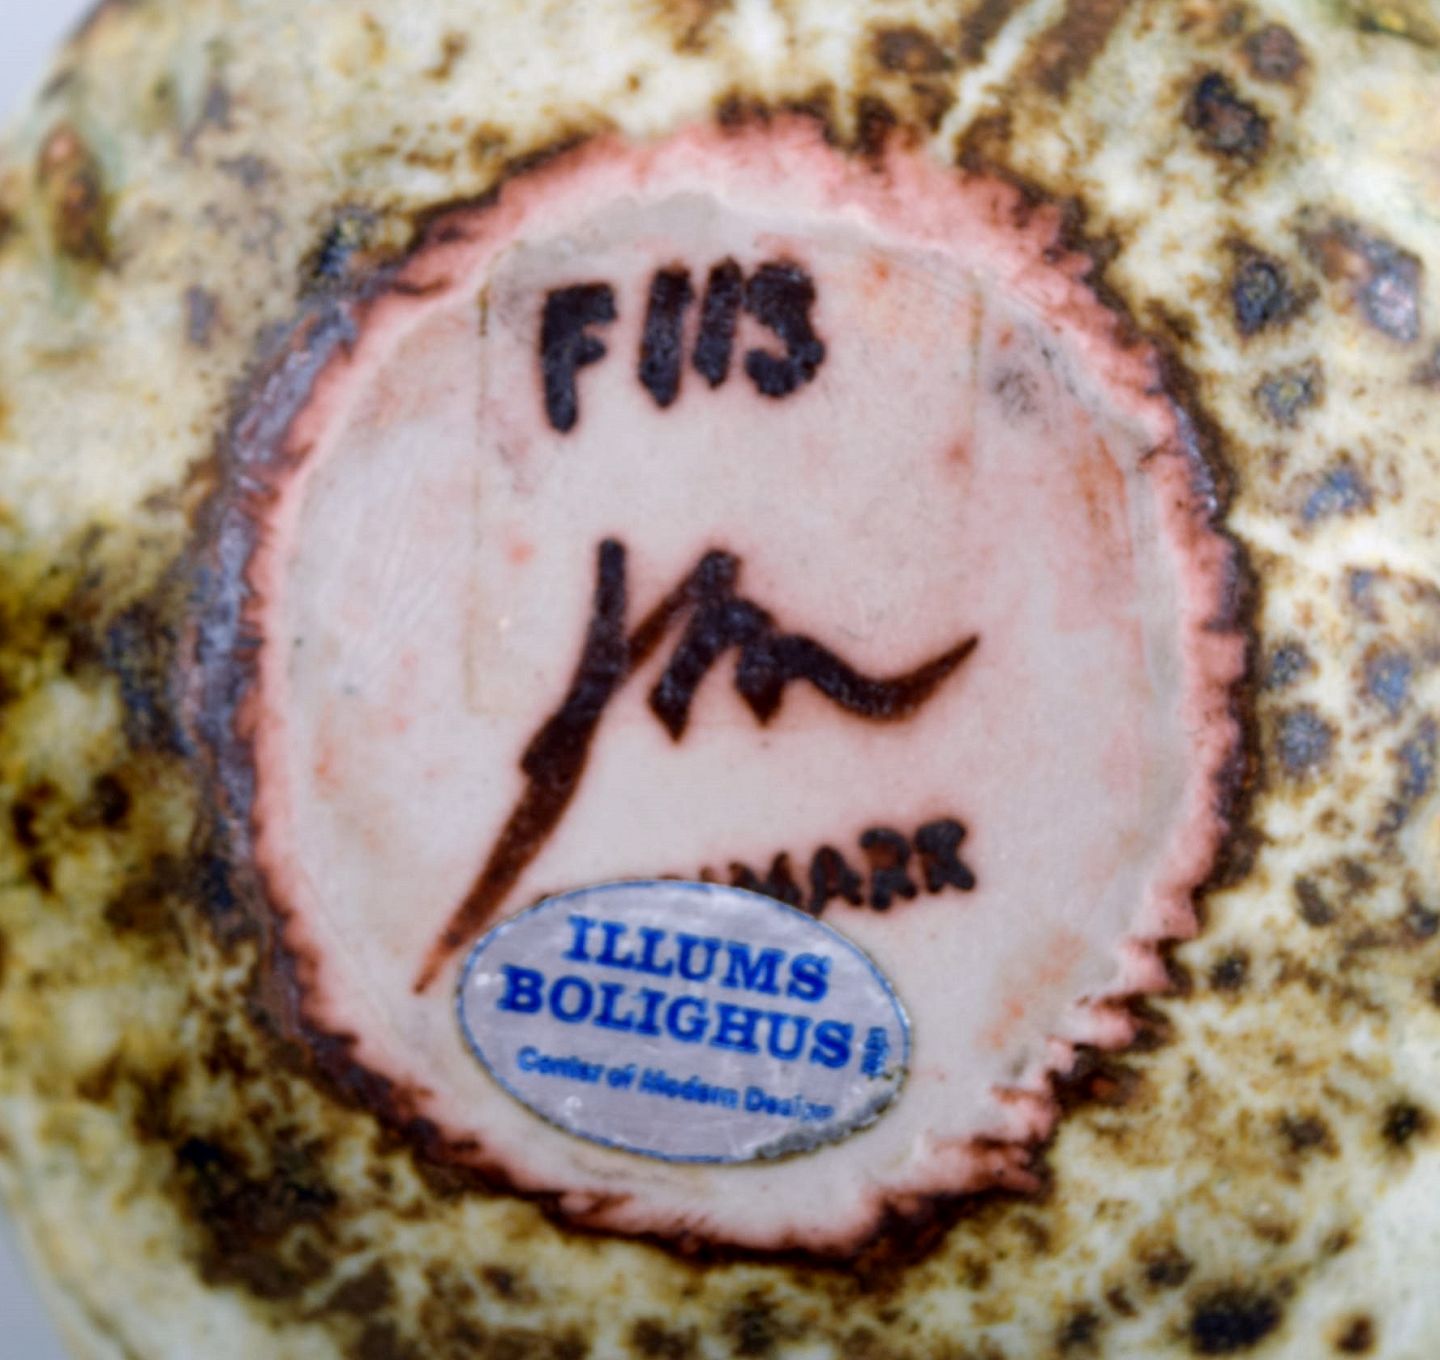 F113
ILLUMS
BOLIGHUS
Center of Modern Design